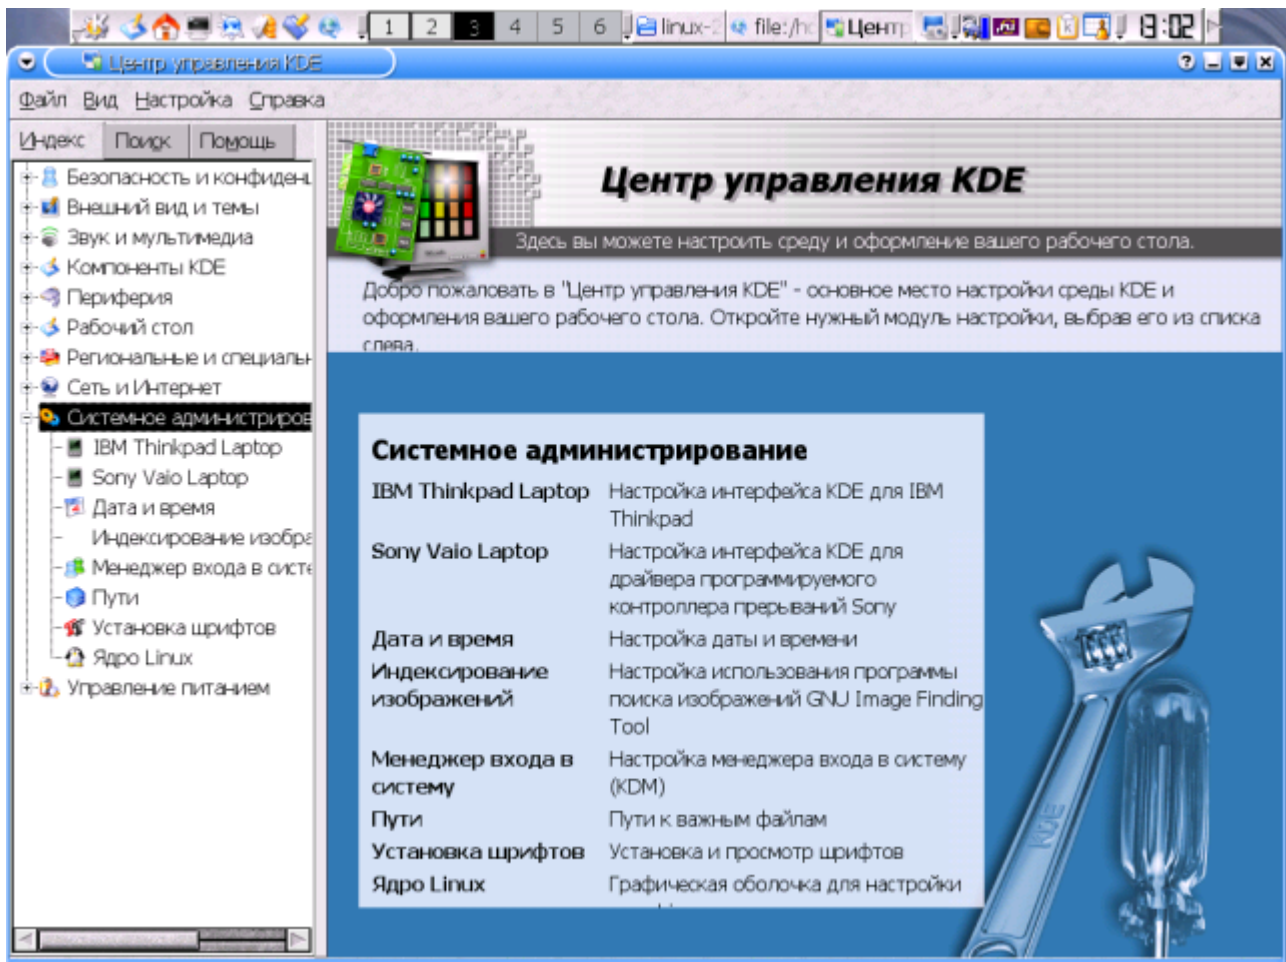 1 2 3 4 5 6 linux-2 file:/h Центр 13:02
Центр управления KDE
Файл Вид Настройка Справка
Индекс Поиск Помощь
Безопасность и конфиденц
Внешний вид и темы
Звук и мультимедиа
Компоненты KDE
Периферия
Рабочий стол
Региональные и специальн
Сеть и Интернет
Системное администриров
IBM Thinkpad Laptop
Sony Vaio Laptop
Дата и время
Индексирование изобра
Менеджер входа в систе
Пути
Установка шрифтов
Ядро Linux
Управление питанием
Центр управления KDE
Здесь вы можете настроить среду и оформление вашего рабочего стола.
Добро пожаловать в "Центр управления KDE" - основное место настройки среды KDE и
оформления вашего рабочего стола. Откройте нужный модуль настройки, выбрав его из списка
слева.
Системное администрирование
IBM Thinkpad Laptop Настройка интерфейса KDE для IBM
Thinkpad
Sony Vaio Laptop Настройка интерфейса KDE для
драйвера программируемого
контроллера прерываний Sony
Дата и время Настройка даты и времени
Индексирование Настройка использования программы
изображений поиска изображений GNU Image Finding
Tool
Менеджер входа в Настройка менеджера входа в систему
систему (KDM)
Пути Пути к важным файлам
Установка шрифтов Установка и просмотр шрифтов
Ядро Linux Графическая оболочка для настройки
KDE